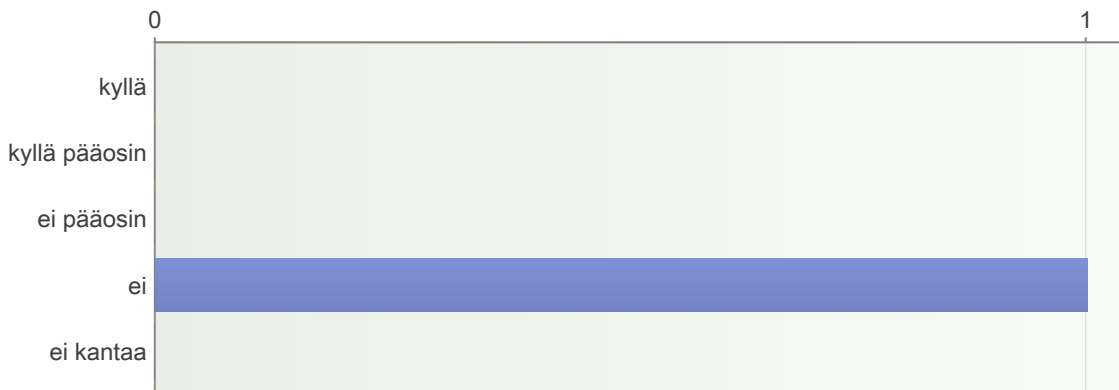 0 1
kyllä
kyllä pääosin
ei pääosin
ei
ei kantaa